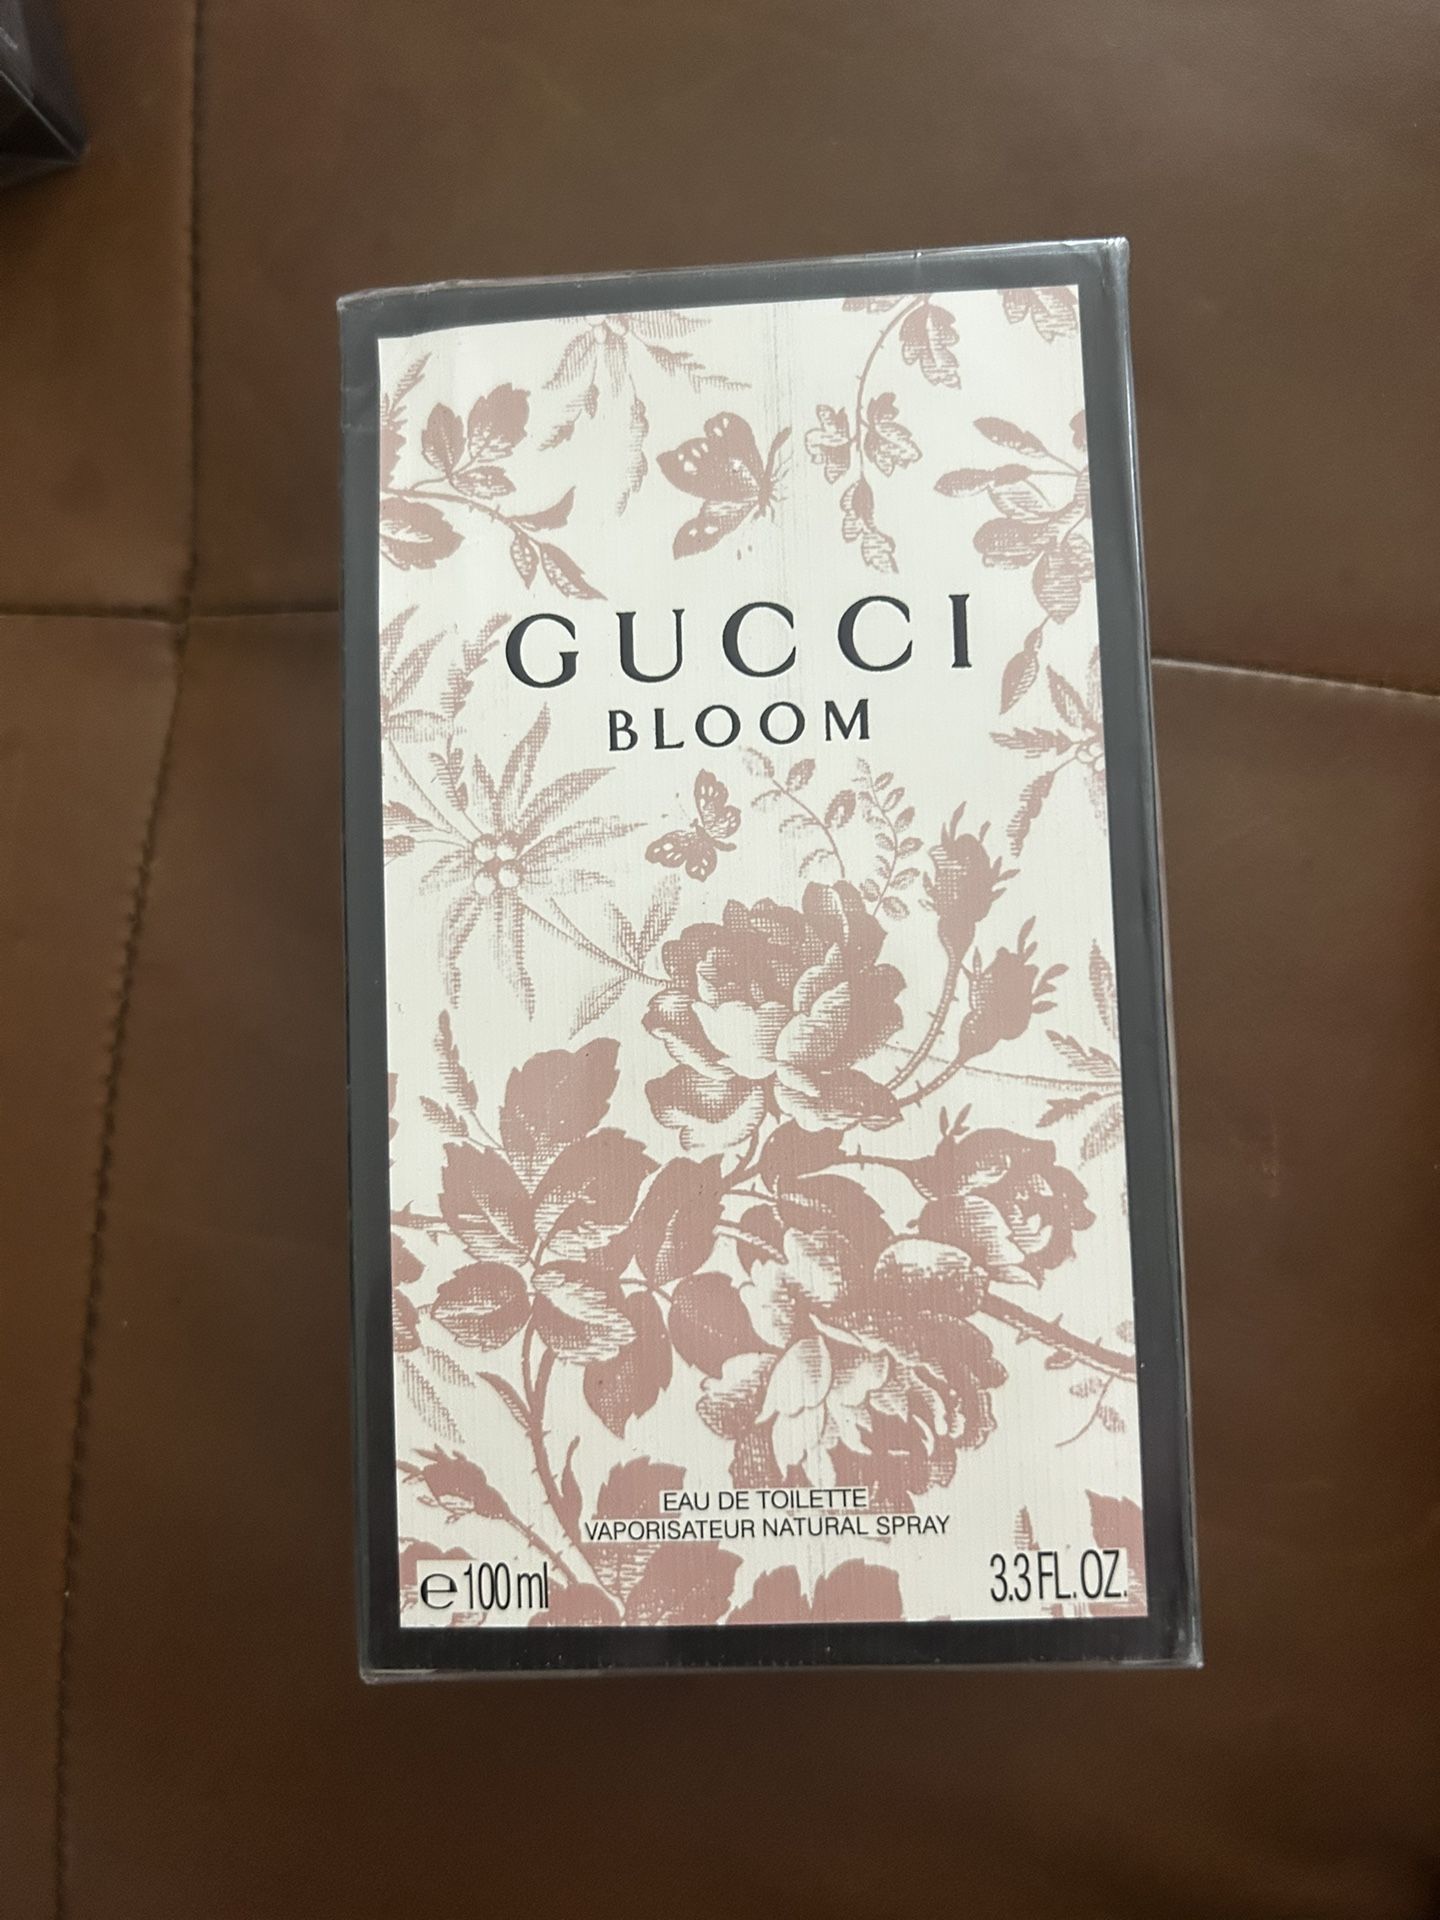 GUCCI
BLOOM
EAU DE TOILETTE
VAPORISATEUR NATURAL SPRAY
℮100ml
3.3 FL. OZ.